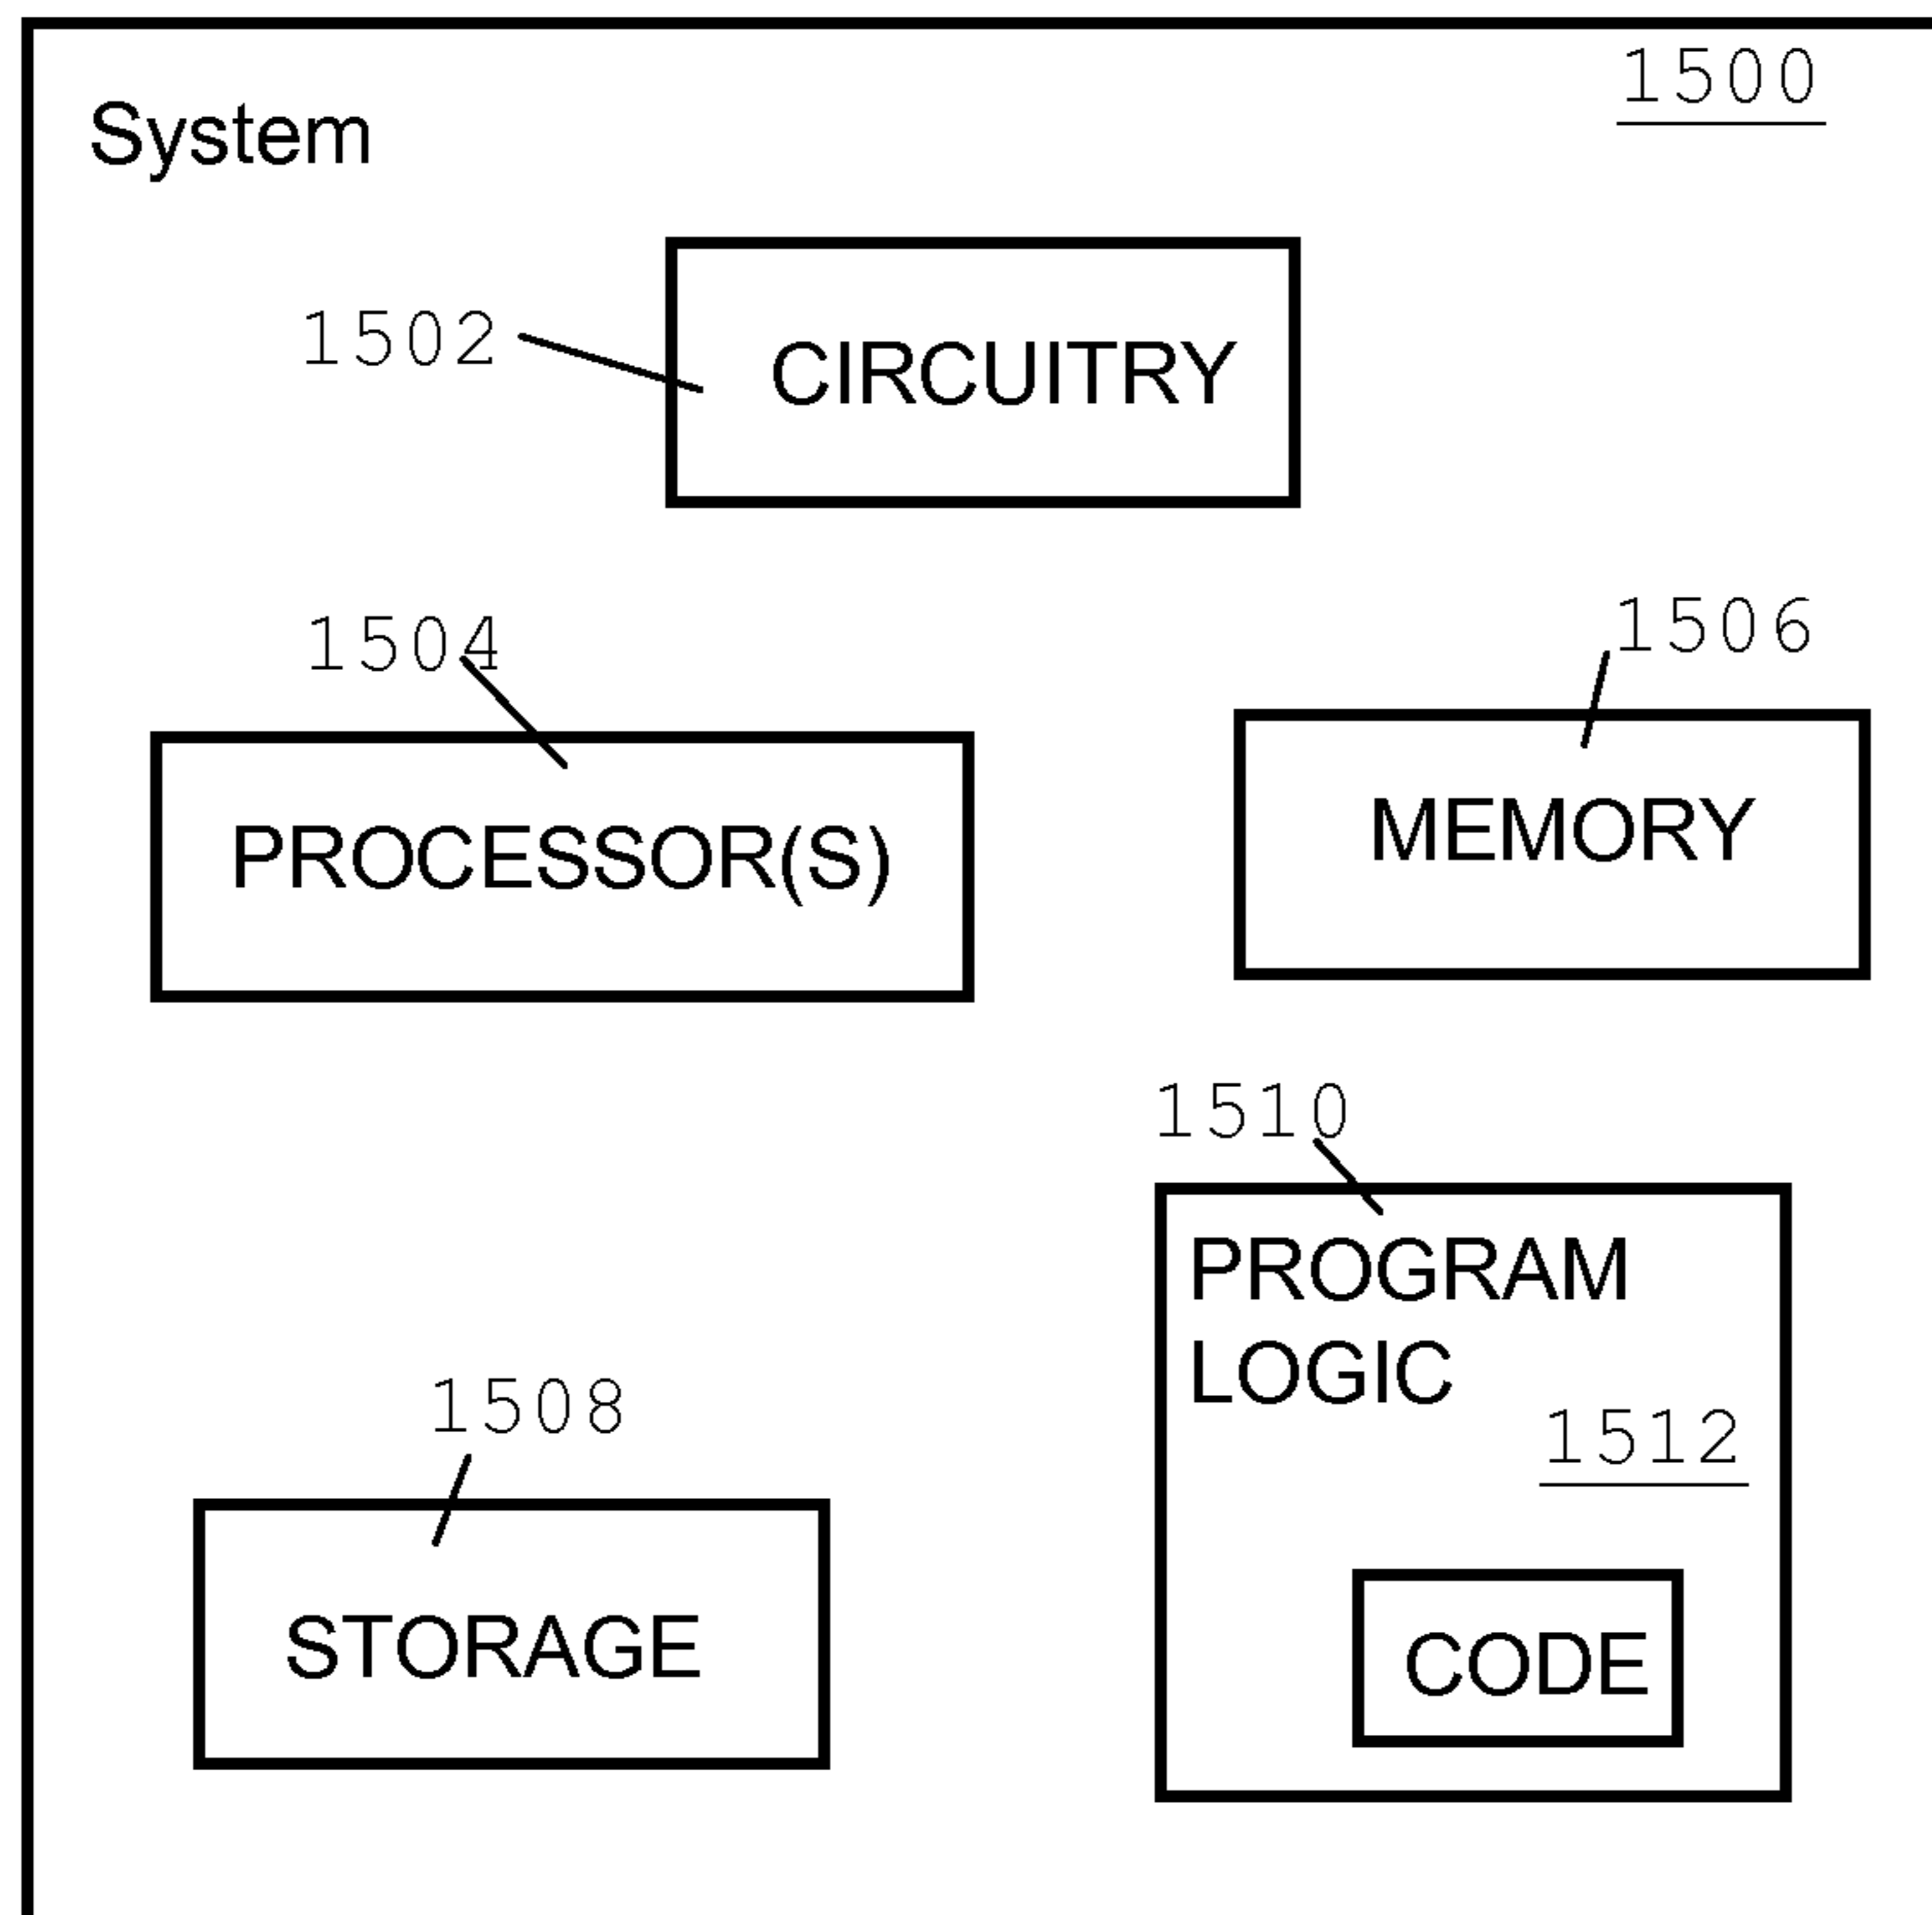 1500
System
1502
CIRCUITRY
1504
1506
PROCESSOR(S)
MEMORY
1510
PROGRAM
LOGIC
1508
1512
STORAGE
CODE